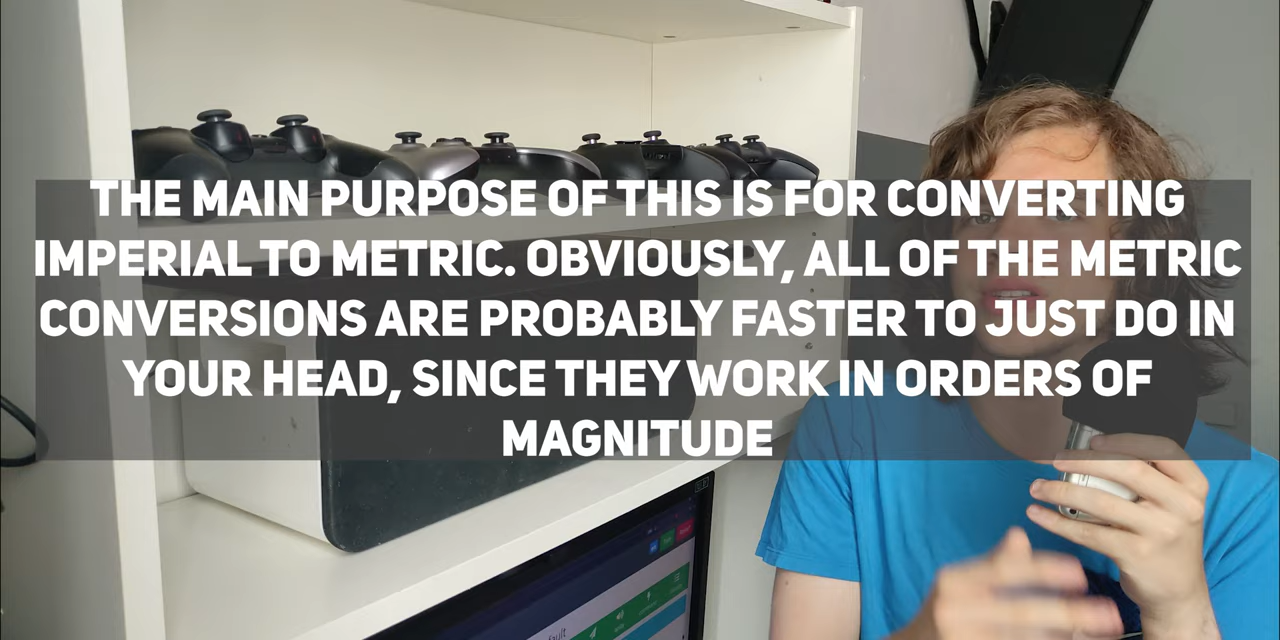 THE MAIN PURPOSE OF THIS IS FOR CONVERTING
IMPERIAL TO METRIC. OBVIOUSLY, ALL OF THE METRIC
CONVERSIONS ARE PROBABLY FASTER TO JUST DO IN
YOUR HEAD, SINCE THEY WORK IN ORDERS OF
MAGNITUDE